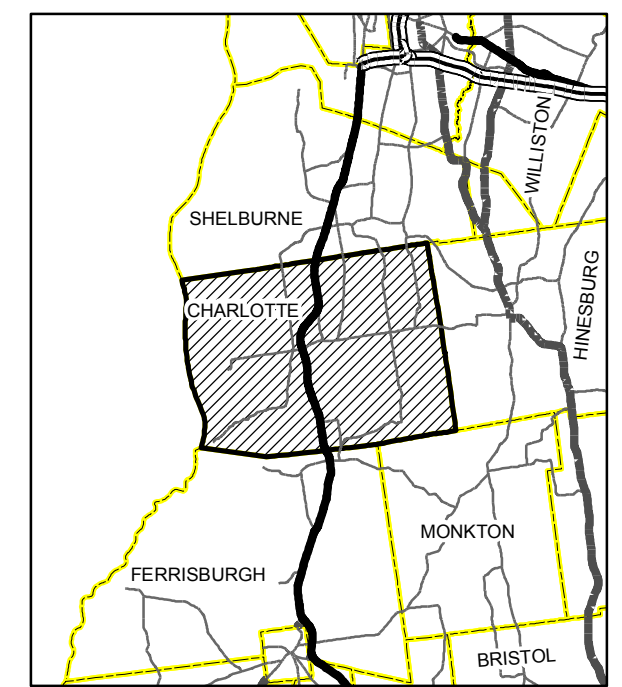 WILLISTON
SHELBURNE
HINESBURG
CHARLOTTE
MONKTON
FERRISBURGH
BRISTOL